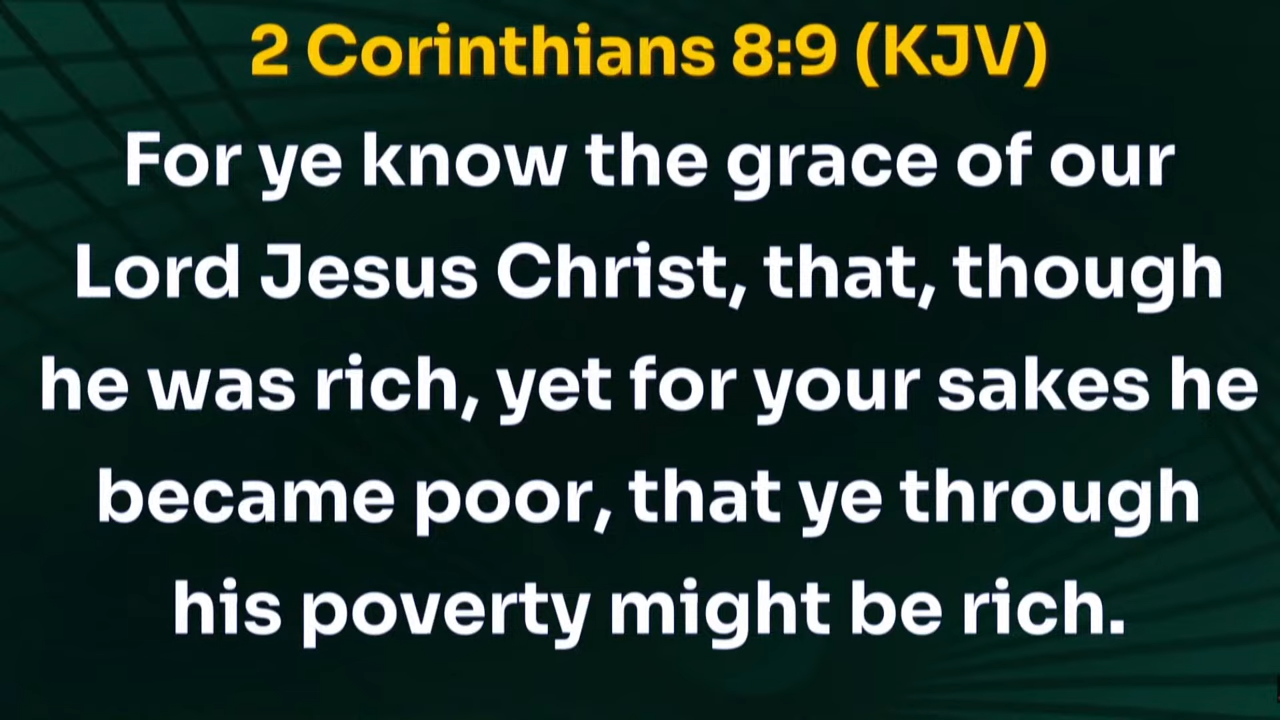 2 Corinthians 8:9 (KJV)
For ye know the grace of our
Lord Jesus Christ, that, though
he was rich, yet for your sakes he
became poor, that ye through
his poverty might be rich.